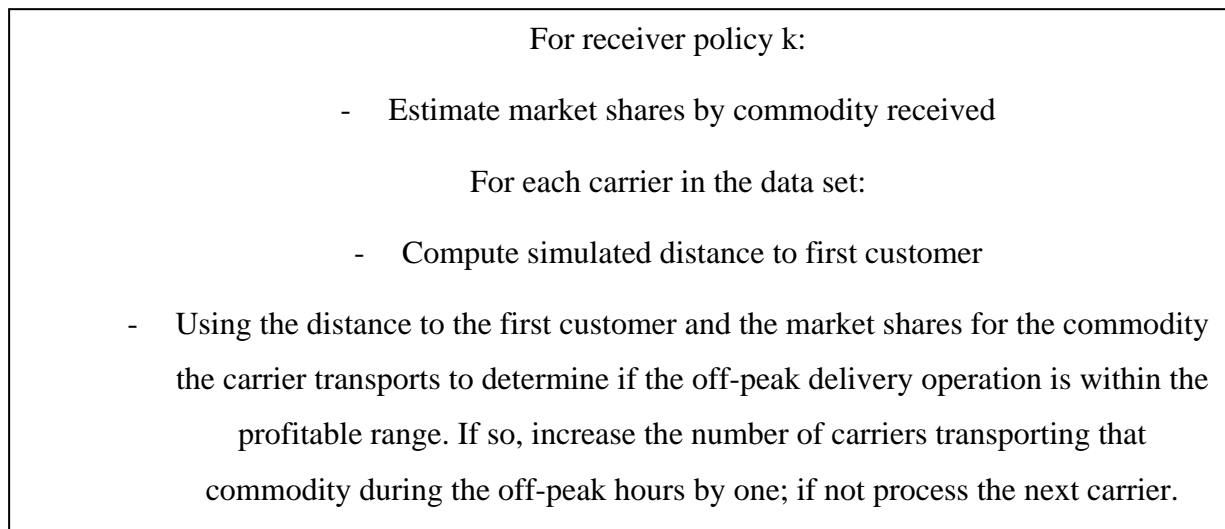 For receiver policy k:
- Estimate market shares by commodity received
For each carrier in the data set:
- Compute simulated distance to first customer
- Using the distance to the first customer and the market shares for the commodity
the carrier transports to determine if the off-peak delivery operation is within the
profitable range. If so, increase the number of carriers transporting that
commodity during the off-peak hours by one; if not process the next carrier.